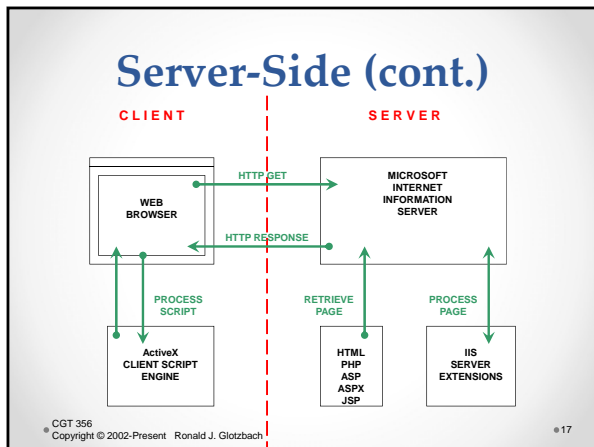 Server-Side (cont.)
CLIENT
SERVER
HTTP GET
WEB
BROWSER
MICROSOFT
INTERNET
INFORMATION
SERVER
HTTP RESPONSE
PROCESS
SCRIPT
RETRIEVE
PAGE
PROCESS
PAGE
ActiveX
CLIENT SCRIPT
ENGINE
HTML
PHP
ASP
ASPX
JSP
IIS
SERVER
EXTENSIONS
CGT 356
Copyright © 2002-Present Ronald J. Glotzbach
17